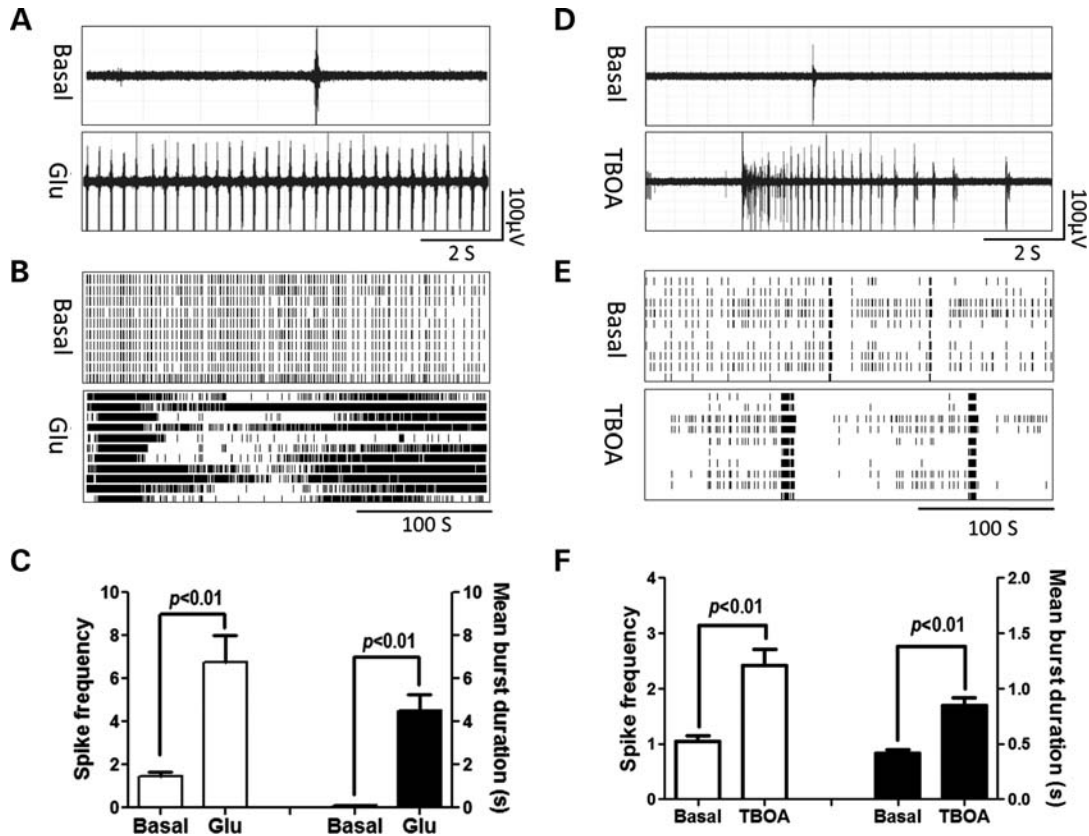 A
Basal
Glu
100μV
2 S
B
Basal
Glu
100 S
C
Spike frequency
10
8
6
4
2
0
p<0.01
p<0.01
10
8
6
4
2
0
Mean burst duration (s)
Basal Glu Basal Glu
D
Basal
TBOA
100μV
2 S
E
Basal
TBOA
100 S
F
Spike frequency
4
3
2
1
0
p<0.01
p<0.01
2.0
1.5
1.0
0.5
0.0
Mean burst duration (s)
Basal TBOA Basal TBOA